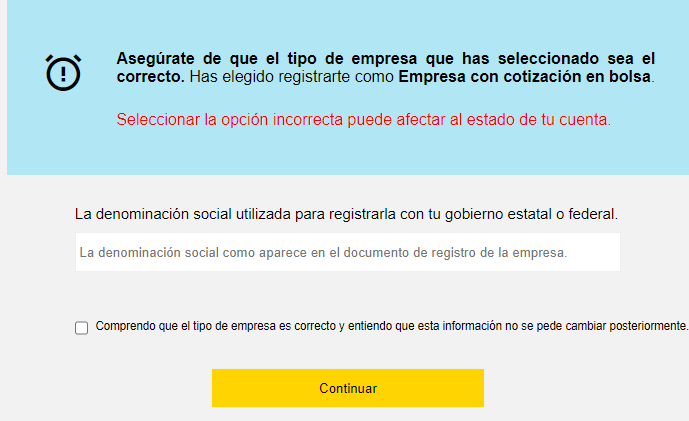 Asegúrate de que el tipo de empresa que has seleccionado sea el
correcto. Has elegido registrarte como Empresa con cotización en bolsa.
Seleccionar la opción incorrecta puede afectar al estado de tu cuenta.
La denominación social utilizada para registrarla con tu gobierno estatal o federal.
La denominación social como aparece en el documento de registro de la empresa.
Comprendo que el tipo de empresa es correcto y entiendo que esta información no se pede cambiar posteriormente.
Continuar